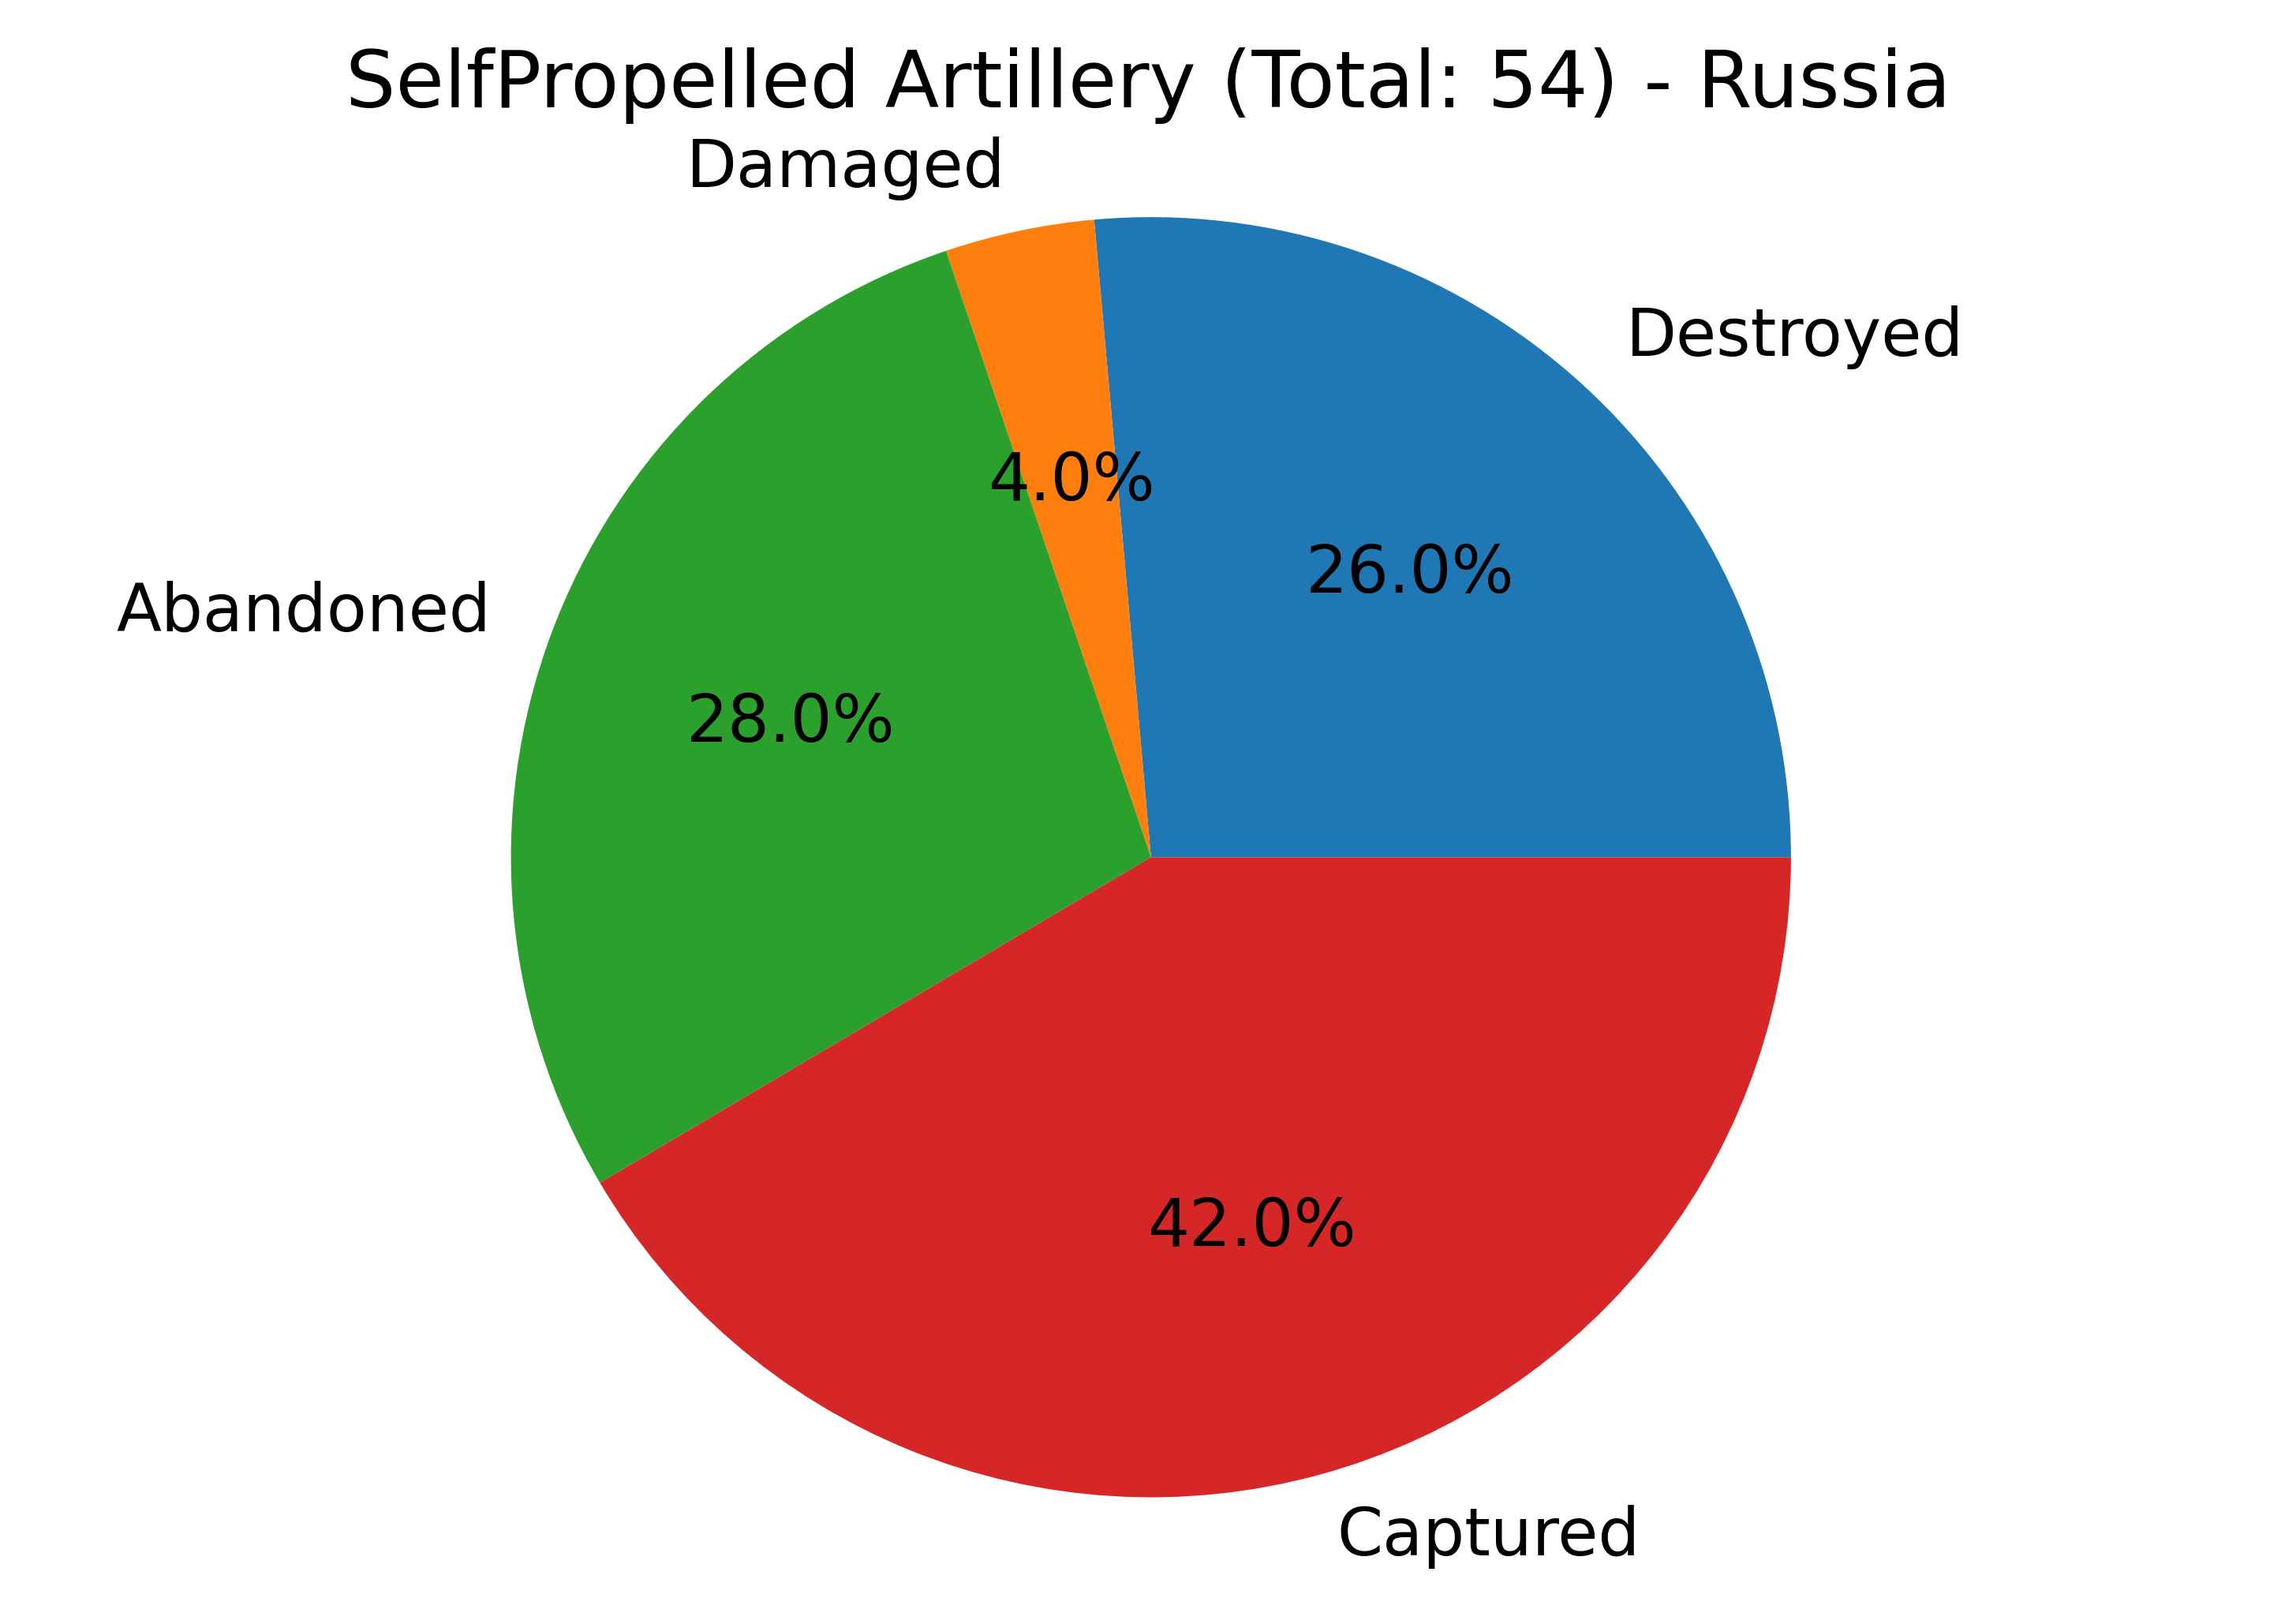 SelfPropelled Artillery (Total: 54) - Russia
Damaged
Destroyed
4.0%
26.0%
Abandoned
28.0%
42.0%
Captured